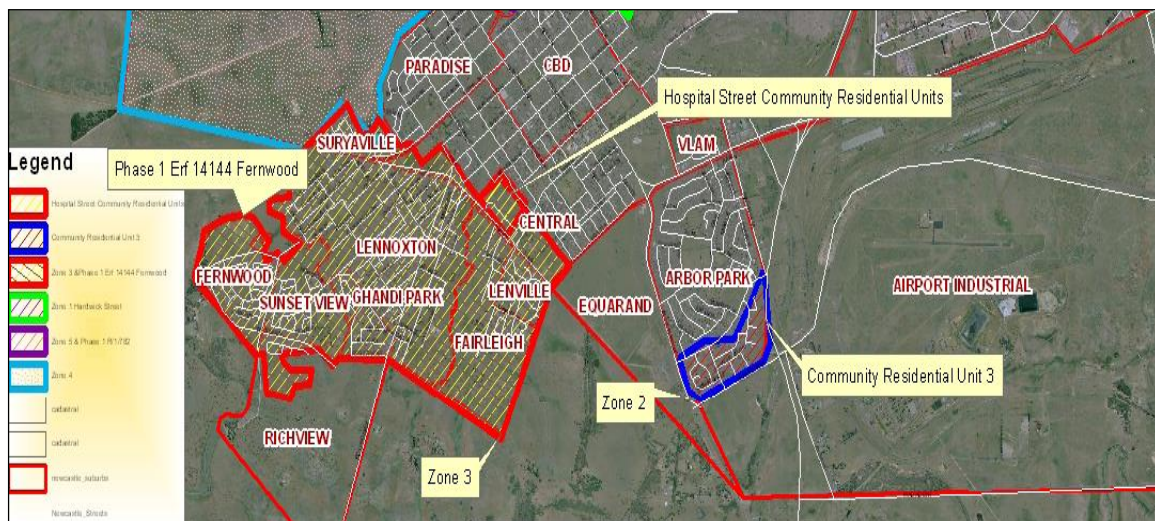 PARADISE
CBD
Hospital Street Community Residential Units
SURYAVILLE
VLAM
Legend
Phase 1 Erf 14144 Fernwood
Hospital Street Community Residential Units
CENTRAL
Community Residential Unit 3
LENNOXTON
FERNWOOD
ARBOR PARK
Zone 3 &Phase 1 Erf 14144 Fernwood
AIRPORT INDUSTRIAL
SUNSET VIEW
GHANDI PARK
LENVILLE
EQUARAND
Zone 1 Hardwick Street
FAIRLEIGH
Zone 5 & Phase 1 R/1/782
Community Residential Unit 3
Zone 4
Zone 2
cadastral
RICHVIEW
cadastral
Zone 3
newcastle_suburbs
Newcastle_Streets